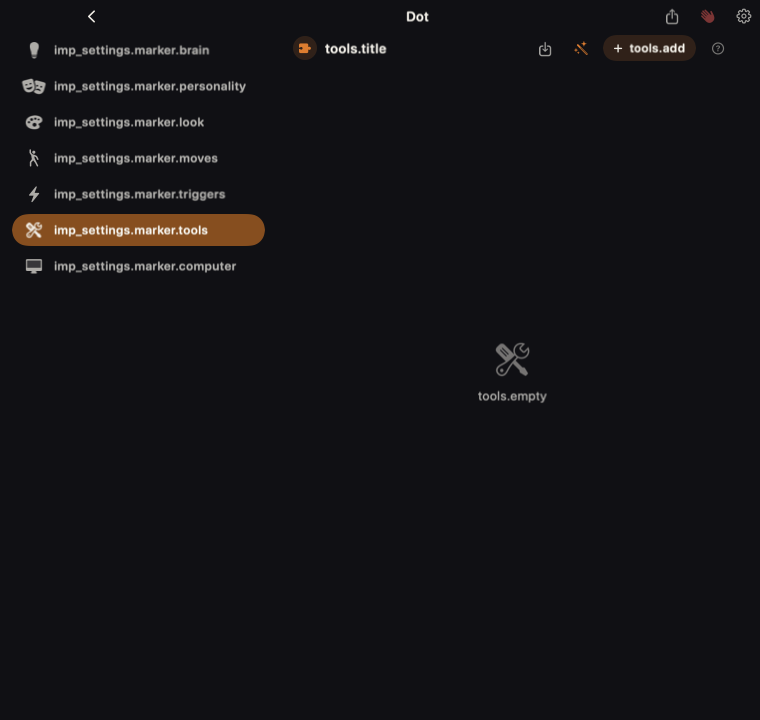 Dot
imp_settings.marker.brain
imp_settings.marker.personality
imp_settings.marker.look
imp_settings.marker.moves
imp_settings.marker.triggers
imp_settings.marker.tools
imp_settings.marker.computer
tools.title
+ tools.add
?
tools.empty